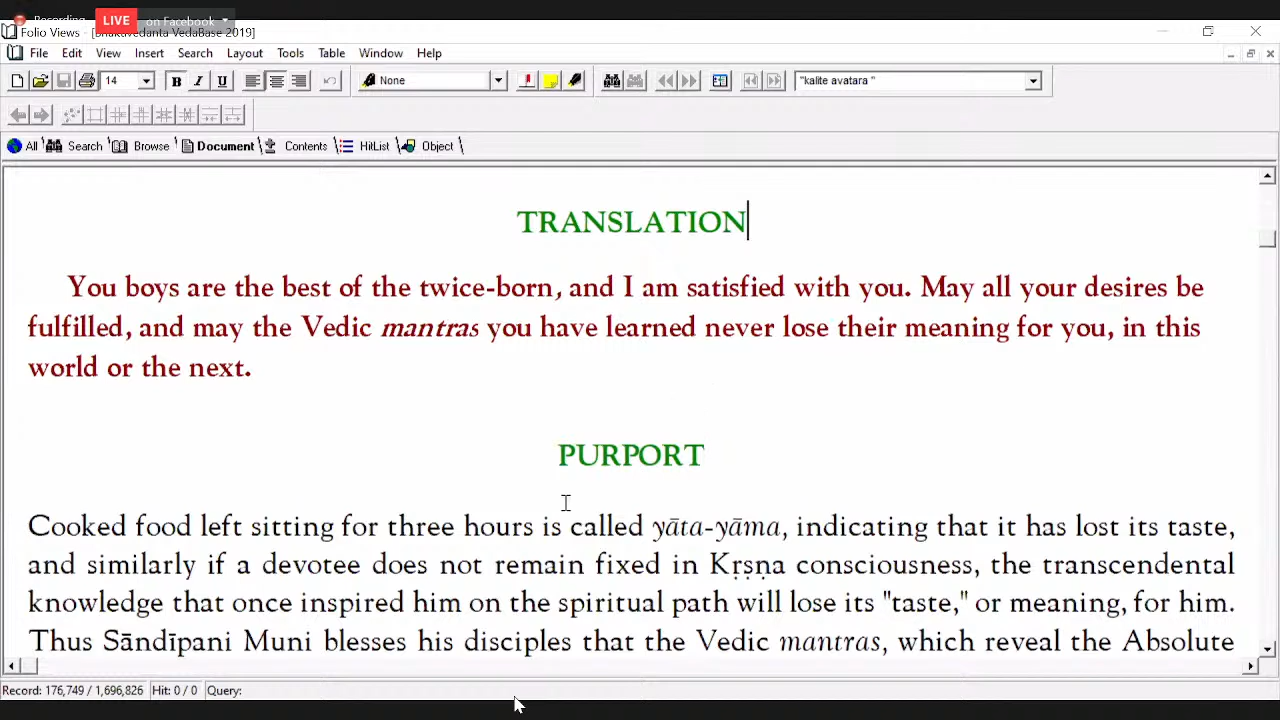 Recording
LIVE on Facebook
Folio Views - [Bhaktivedanta VedaBase 2019]
File Edit View Insert Search Layout Tools Table Window Help
14 B I U None "kalite avatara "
All Search Browse Document Contents HitList Object
TRANSLATION
You boys are the best of the twice-born, and I am satisfied with you. May all your desires be
fulfilled, and may the Vedic mantras you have learned never lose their meaning for you, in this
world or the next.
PURPORT
Cooked food left sitting for three hours is called yāta-yāma, indicating that it has lost its taste,
and similarly if a devotee does not remain fixed in Kṛṣṇa consciousness, the transcendental
knowledge that once inspired him on the spiritual path will lose its "taste," or meaning, for him.
Thus Sāndīpani Muni blesses his disciples that the Vedic mantras, which reveal the Absolute
Record: 176,749 / 1,696,826 Hit: 0 / 0 Query: